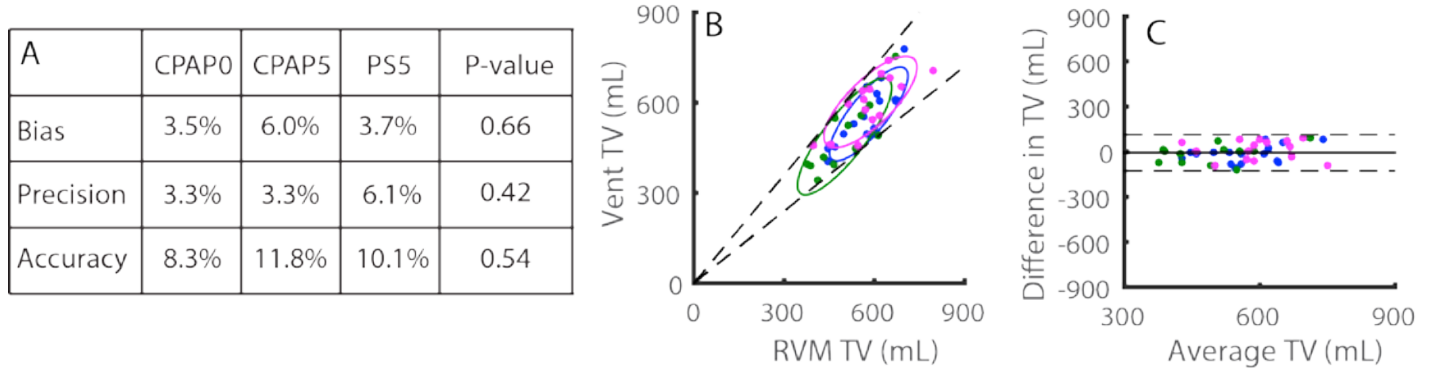 A CPAP0 CPAP5 PS5 P-value
Bias 3.5% 6.0% 3.7% 0.66
Precision 3.3% 3.3% 6.1% 0.42
Accuracy 8.3% 11.8% 10.1% 0.54
B
Vent TV (mL)
900
600
300
0
0 300 600 900
RVM TV (mL)
C
Difference in TV (mL)
900
600
300
0
-300
-600
-900
300 600 900
Average TV (mL)